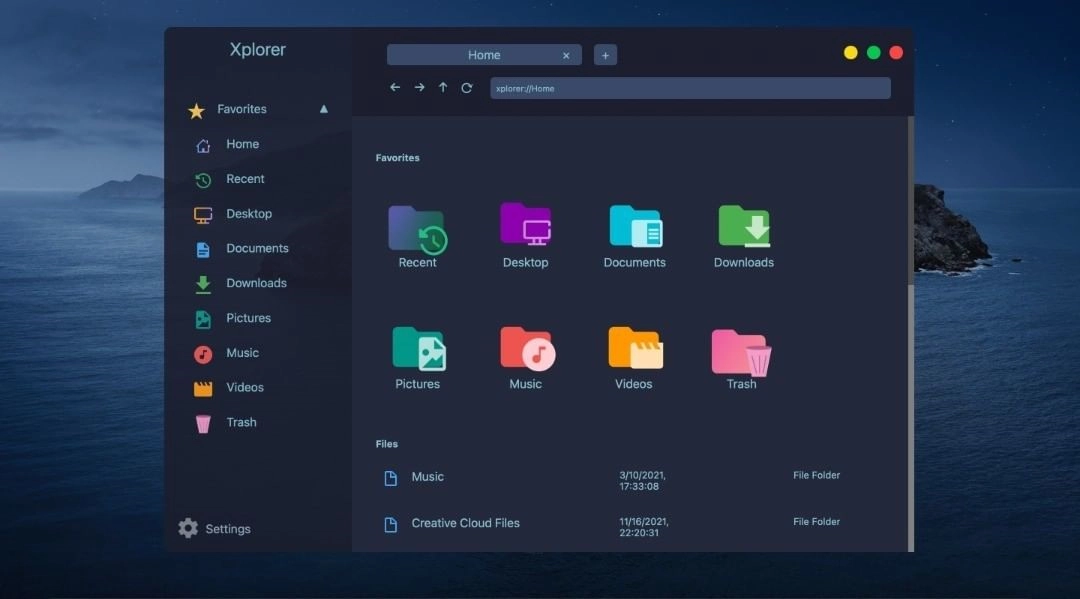 Xplorer
Home
×
+
xplorer://Home
Favorites
Home
Recent
Desktop
Documents
Downloads
Pictures
Music
Videos
Trash
Settings
Favorites
Recent
Desktop
Documents
Downloads
Pictures
Music
Videos
Trash
Files
Music
3/10/2021,
17:33:08
File Folder
Creative Cloud Files
11/16/2021,
22:20:31
File Folder